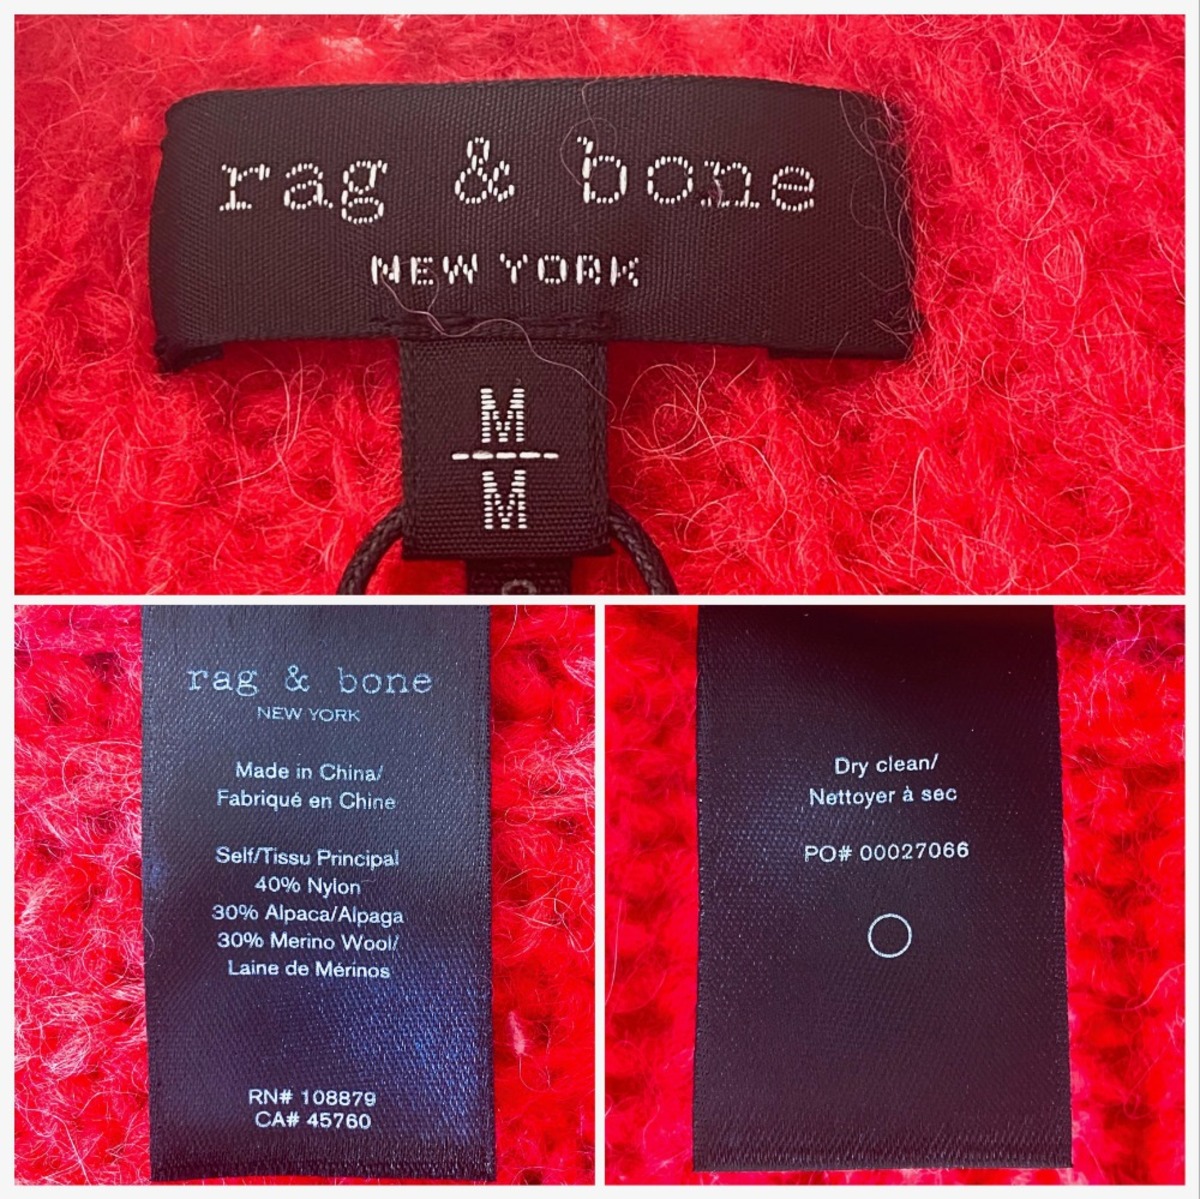 rag & bone
NEW YORK
M
M
rag & bone
NEW YORK
Made in China/
Fabriqué en Chine
Self/Tissu Principal
40% Nylon
30% Alpaca/Alpaga
30% Merino Wool/
Laine de Mérinos
RN# 108879
CA# 45760
Dry clean/
Nettoyer à sec
PO# 00027066